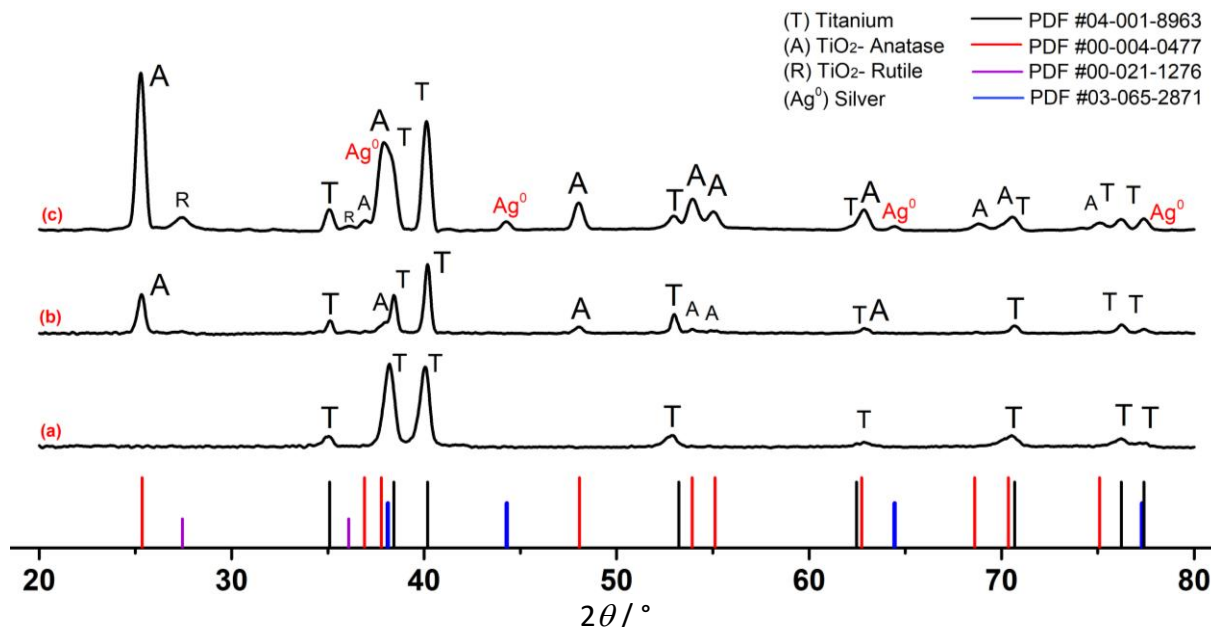 (T) Titanium PDF #04-001-8963
(A) TiO2- Anatase PDF #00-004-0477
(R) TiO2- Rutile PDF #00-021-1276
(Ag⁰) Silver PDF #03-065-2871
(c) A R T R A Ag⁰ A T T Ag⁰ A T A A T A Ag⁰ A A T A T T Ag⁰
(b) A T A T T A T A A T A T T T
(a) T T T T T T T T
20 30 40 50 60 70 80
2θ / °